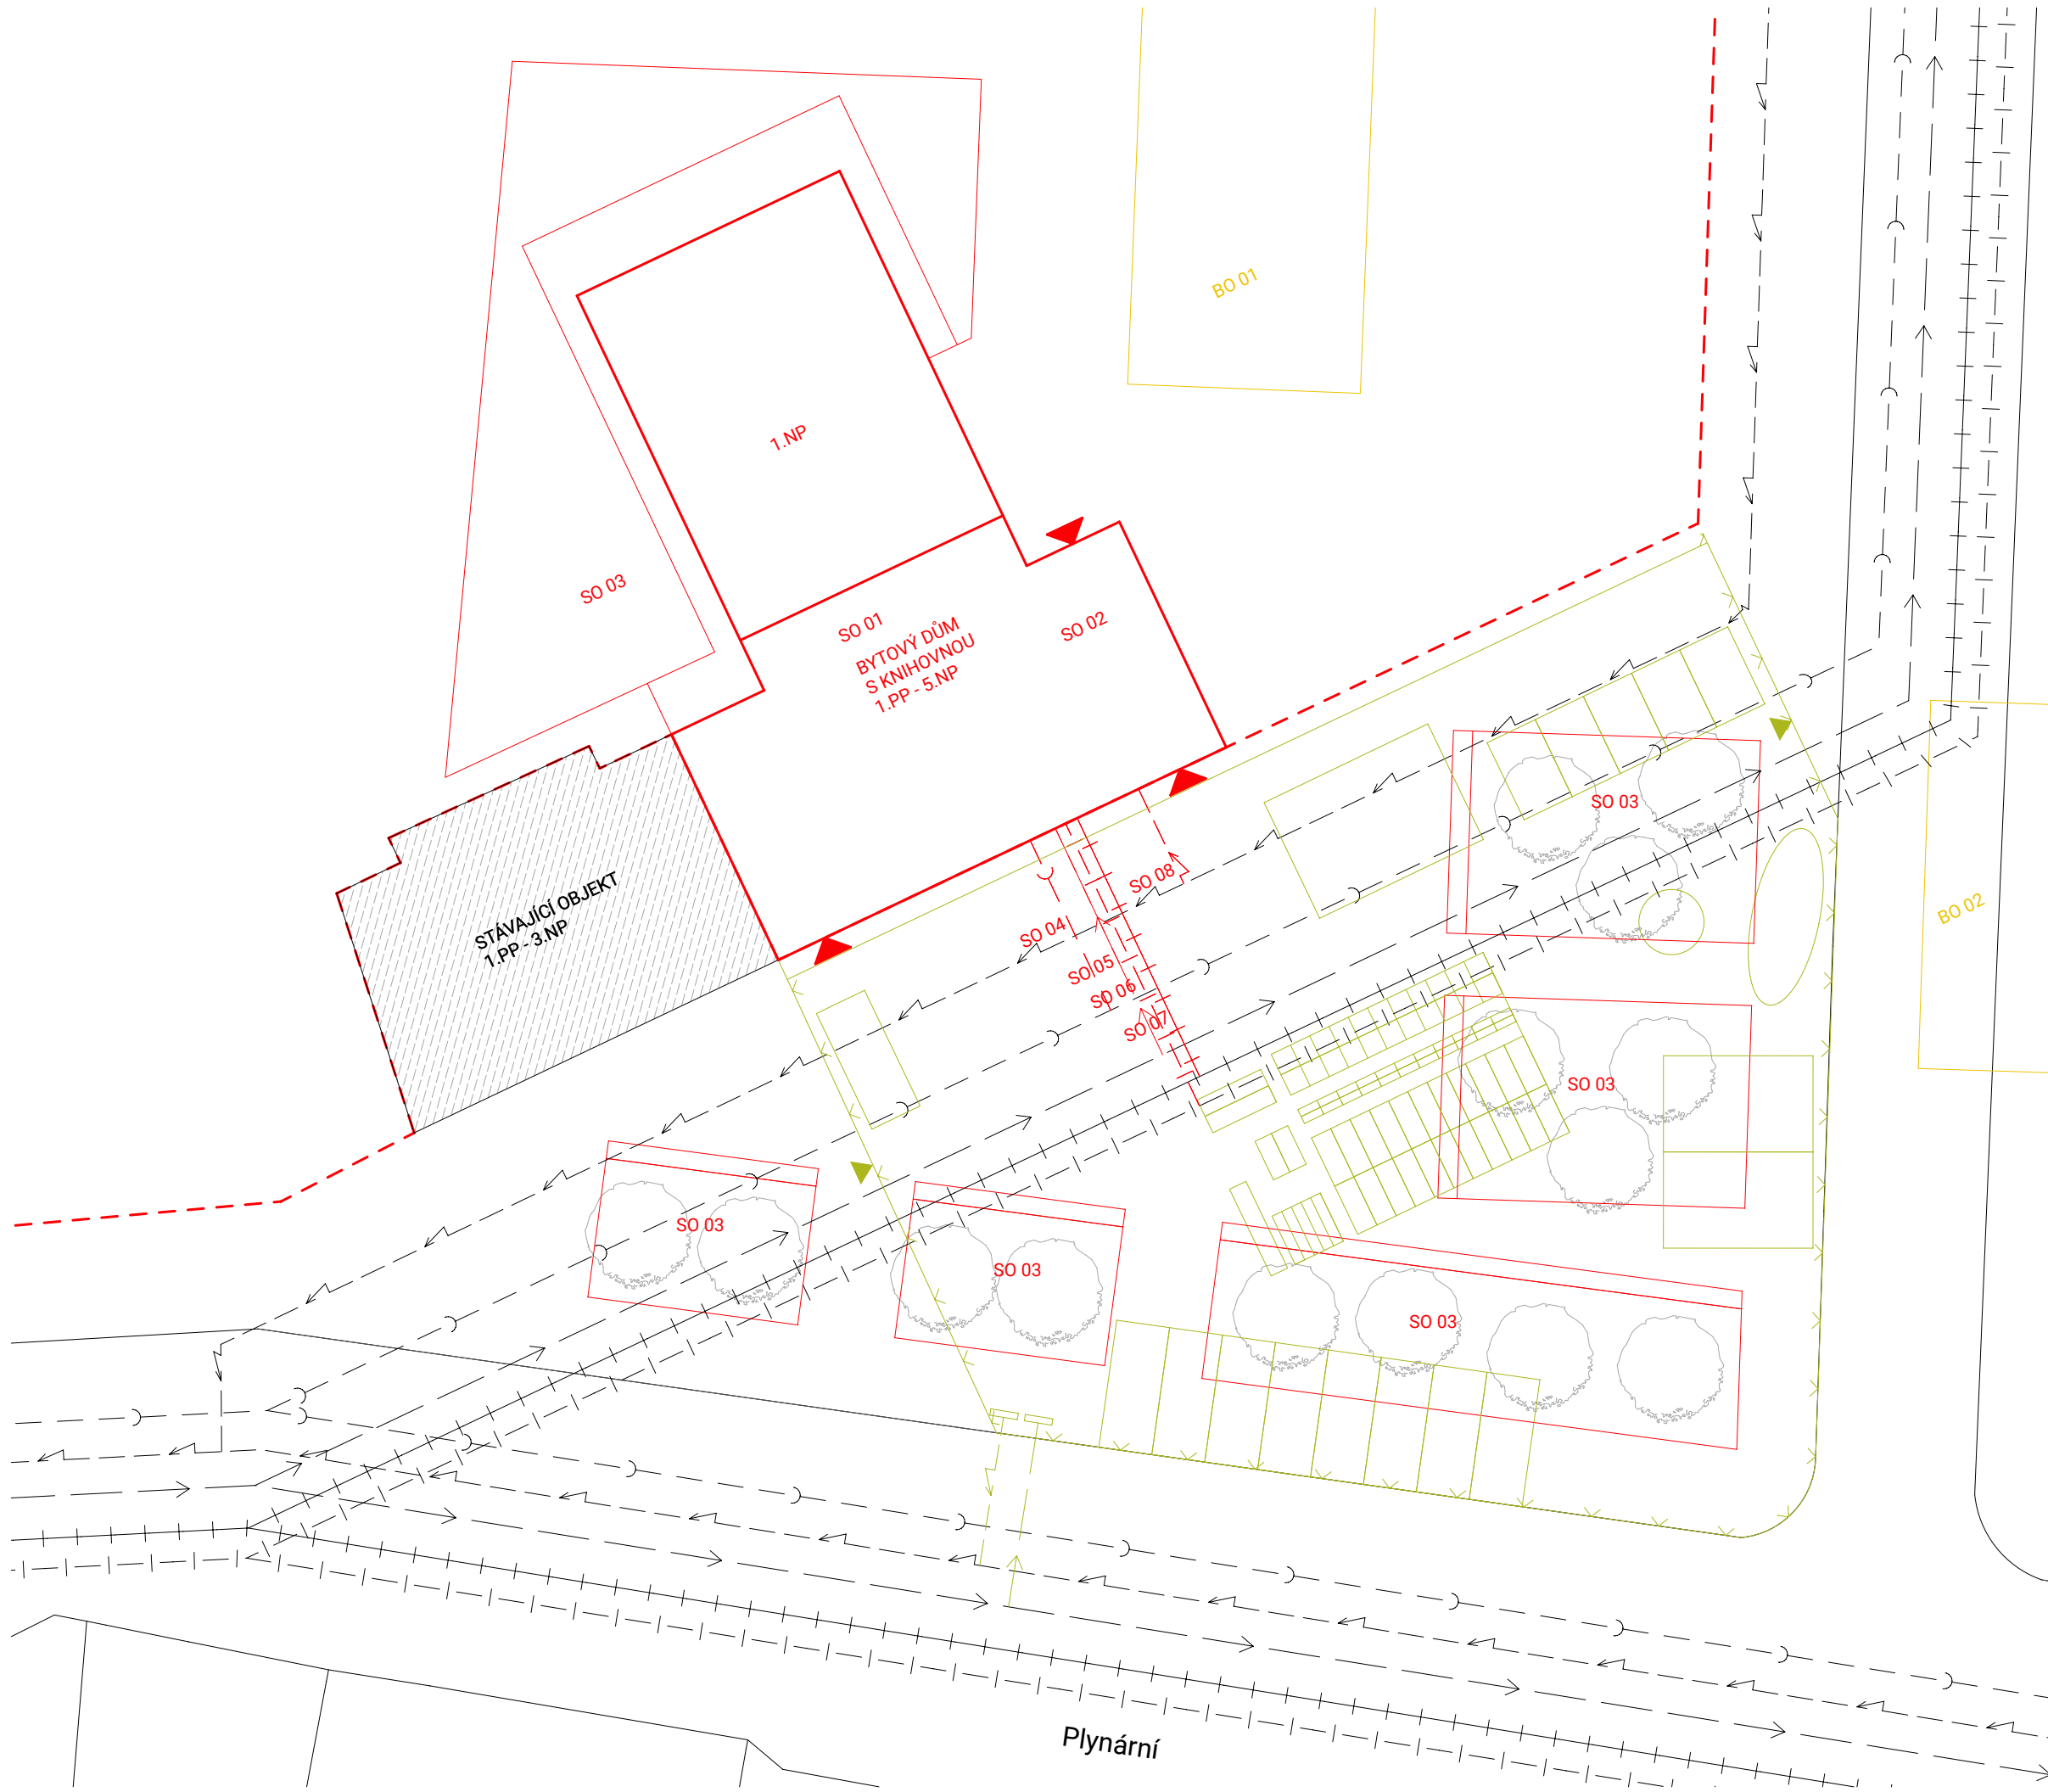 BO 01
1.NP
SO 03
SO 01
BYTOVÝ DŮM
S KNIHOVNOU
1.PP - 5.NP
SO 02
SO 03
STÁVAJÍCÍ OBJEKT
1.PP - 3.NP
SO 08
SO 04
SO 05
SO 06
SO 07
BO 02
SO 03
SO 03
SO 03
SO 03
Plynární